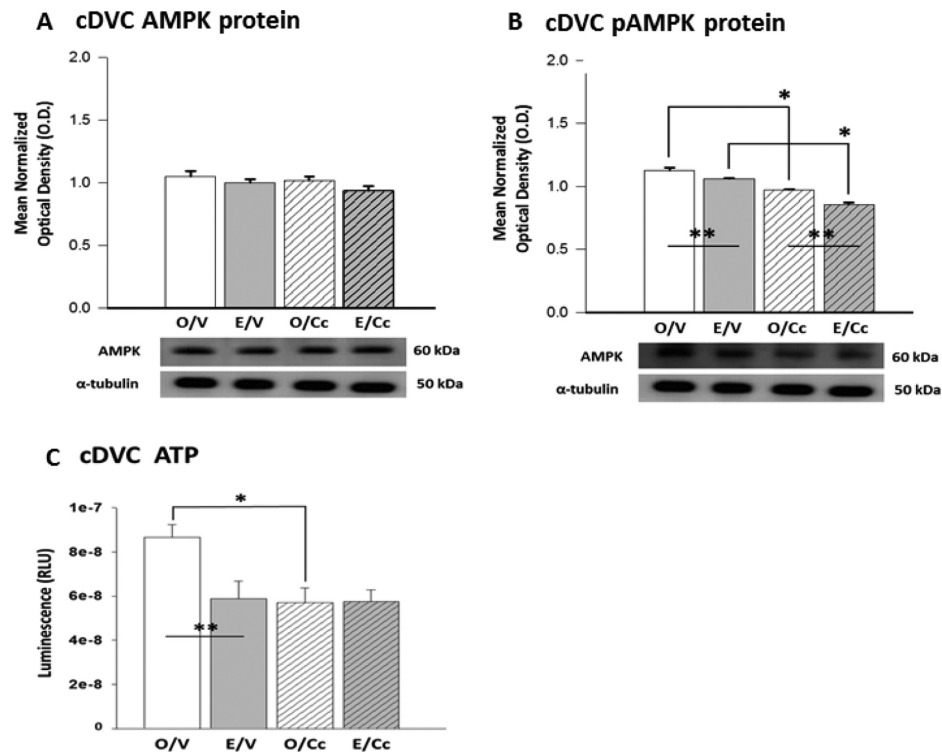 A cDVC AMPK protein
Mean Normalized
Optical Density (O.D.)
2.0
1.5
1.0
0.5
0.0
O/V E/V O/Cc E/Cc
AMPK 60 kDa
α-tubulin 50 kDa
B cDVC pAMPK protein
Mean Normalized
Optical Density (O.D.)
2.0
1.5
1.0
0.5
0.0
*
*
** **
O/V E/V O/Cc E/Cc
AMPK 60 kDa
α-tubulin 50 kDa
C cDVC ATP
Luminescence (RLU)
1e-7
8e-8
6e-8
4e-8
2e-8
0
*
**
O/V E/V O/Cc E/Cc